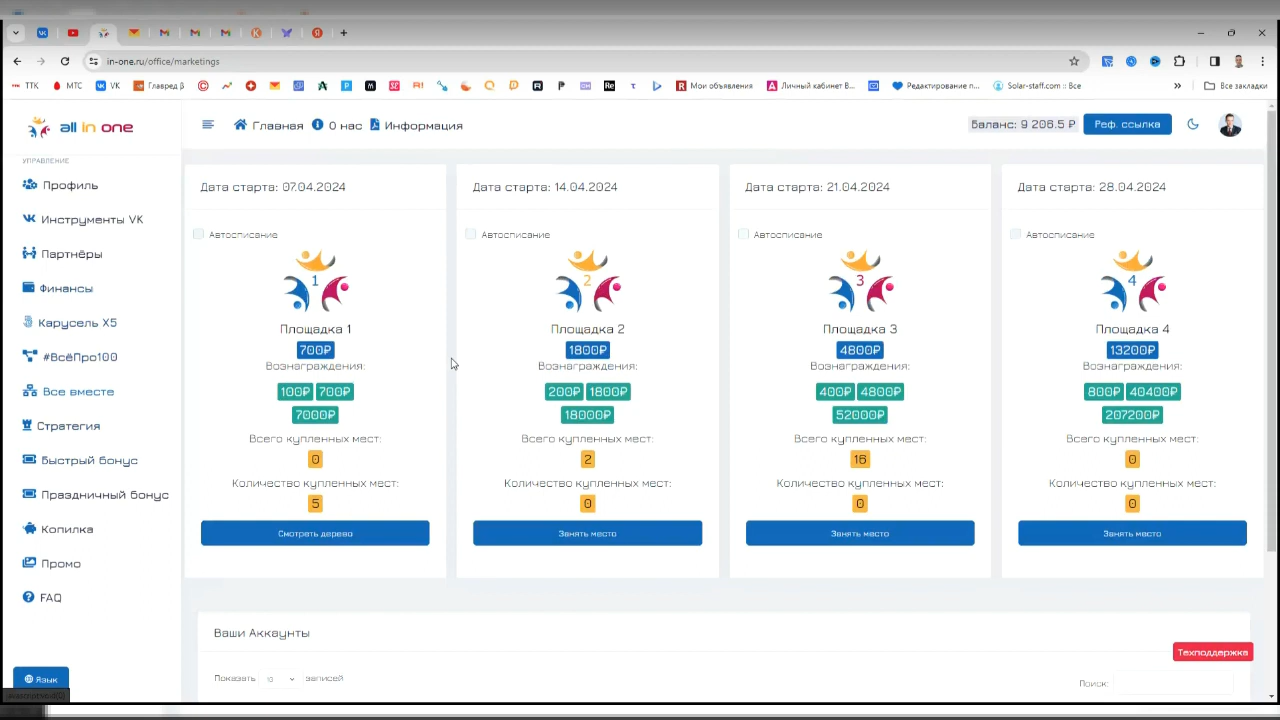 in-one.ru/office/marketings
ТТК МТС VK Главред β Мои объявления Личный кабинет В... Редактирование п... Solar-staff.com :: Все » Все закладки
all in one
Главная О нас Информация
Баланс: 9 206.5 ₽ Реф. ссылка
УПРАВЛЕНИЕ
Профиль
Инструменты VK
Партнёры
Финансы
Карусель X5
#ВсёПро100
Все вместе
Стратегия
Быстрый бонус
Праздничный бонус
Копилка
Промо
FAQ
Язык
Дата старта: 07.04.2024
Автосписание
1
Площадка 1
700₽
Вознаграждения:
100₽ 700₽
7000₽
Всего купленных мест:
0
Количество купленных мест:
5
Смотреть дерево
Дата старта: 14.04.2024
Автосписание
2
Площадка 2
1800₽
Вознаграждения:
200₽ 1800₽
18000₽
Всего купленных мест:
2
Количество купленных мест:
0
Занять место
Дата старта: 21.04.2024
Автосписание
3
Площадка 3
4800₽
Вознаграждения:
400₽ 4800₽
52000₽
Всего купленных мест:
16
Количество купленных мест:
0
Занять место
Дата старта: 28.04.2024
Автосписание
4
Площадка 4
13200₽
Вознаграждения:
800₽ 40400₽
207200₽
Всего купленных мест:
0
Количество купленных мест:
0
Занять место
Ваши Аккаунты
Техподдержка
Показать 10 записей
Поиск: